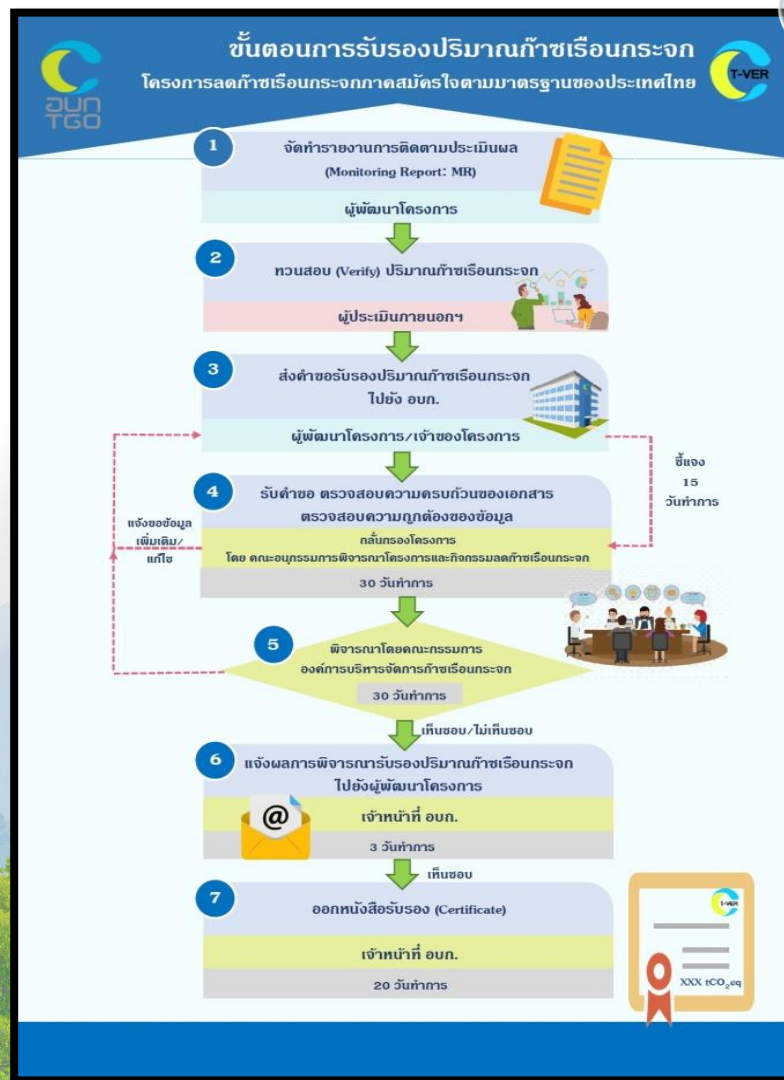 ขั้นตอนการรับรองปริมาณก๊าซเรือนกระจก
โครงการลดก๊าซเรือนกระจกภาคสมัครใจตามมาตรฐานของประเทศไทย
อบก
TGO
T-VER
1
จัดทำรายงานการติดตามประเมินผล
(Monitoring Report: MR)
ผู้พัฒนาโครงการ
2
ทวนสอบ (Verify) ปริมาณก๊าซเรือนกระจก
ผู้ประเมินภายนอกฯ
3
ส่งคำขอรับรองปริมาณก๊าซเรือนกระจก
ไปยัง อบก.
ผู้พัฒนาโครงการ/เจ้าของโครงการ
ชี้แจง
15
วันทำการ
4
รับคำขอ ตรวจสอบความครบถ้วนของเอกสาร
ตรวจสอบความถูกต้องของข้อมูล
กลั่นกรองโครงการ
โดย คณะอนุกรรมการพิจารณาโครงการและกิจกรรมลดก๊าซเรือนกระจก
30 วันทำการ
แจ้งขอข้อมูล
เพิ่มเติม/
แก้ไข
5
พิจารณาโดยคณะกรรมการ
องค์การบริหารจัดการก๊าซเรือนกระจก
30 วันทำการ
เห็นชอบ/ไม่เห็นชอบ
6
แจ้งผลการพิจารณารับรองปริมาณก๊าซเรือนกระจก
ไปยังผู้พัฒนาโครงการ
@
เจ้าหน้าที่ อบก.
3 วันทำการ
เห็นชอบ
7
ออกหนังสือรับรอง (Certificate)
เจ้าหน้าที่ อบก.
20 วันทำการ
T-VER
XXX tCO₂eq